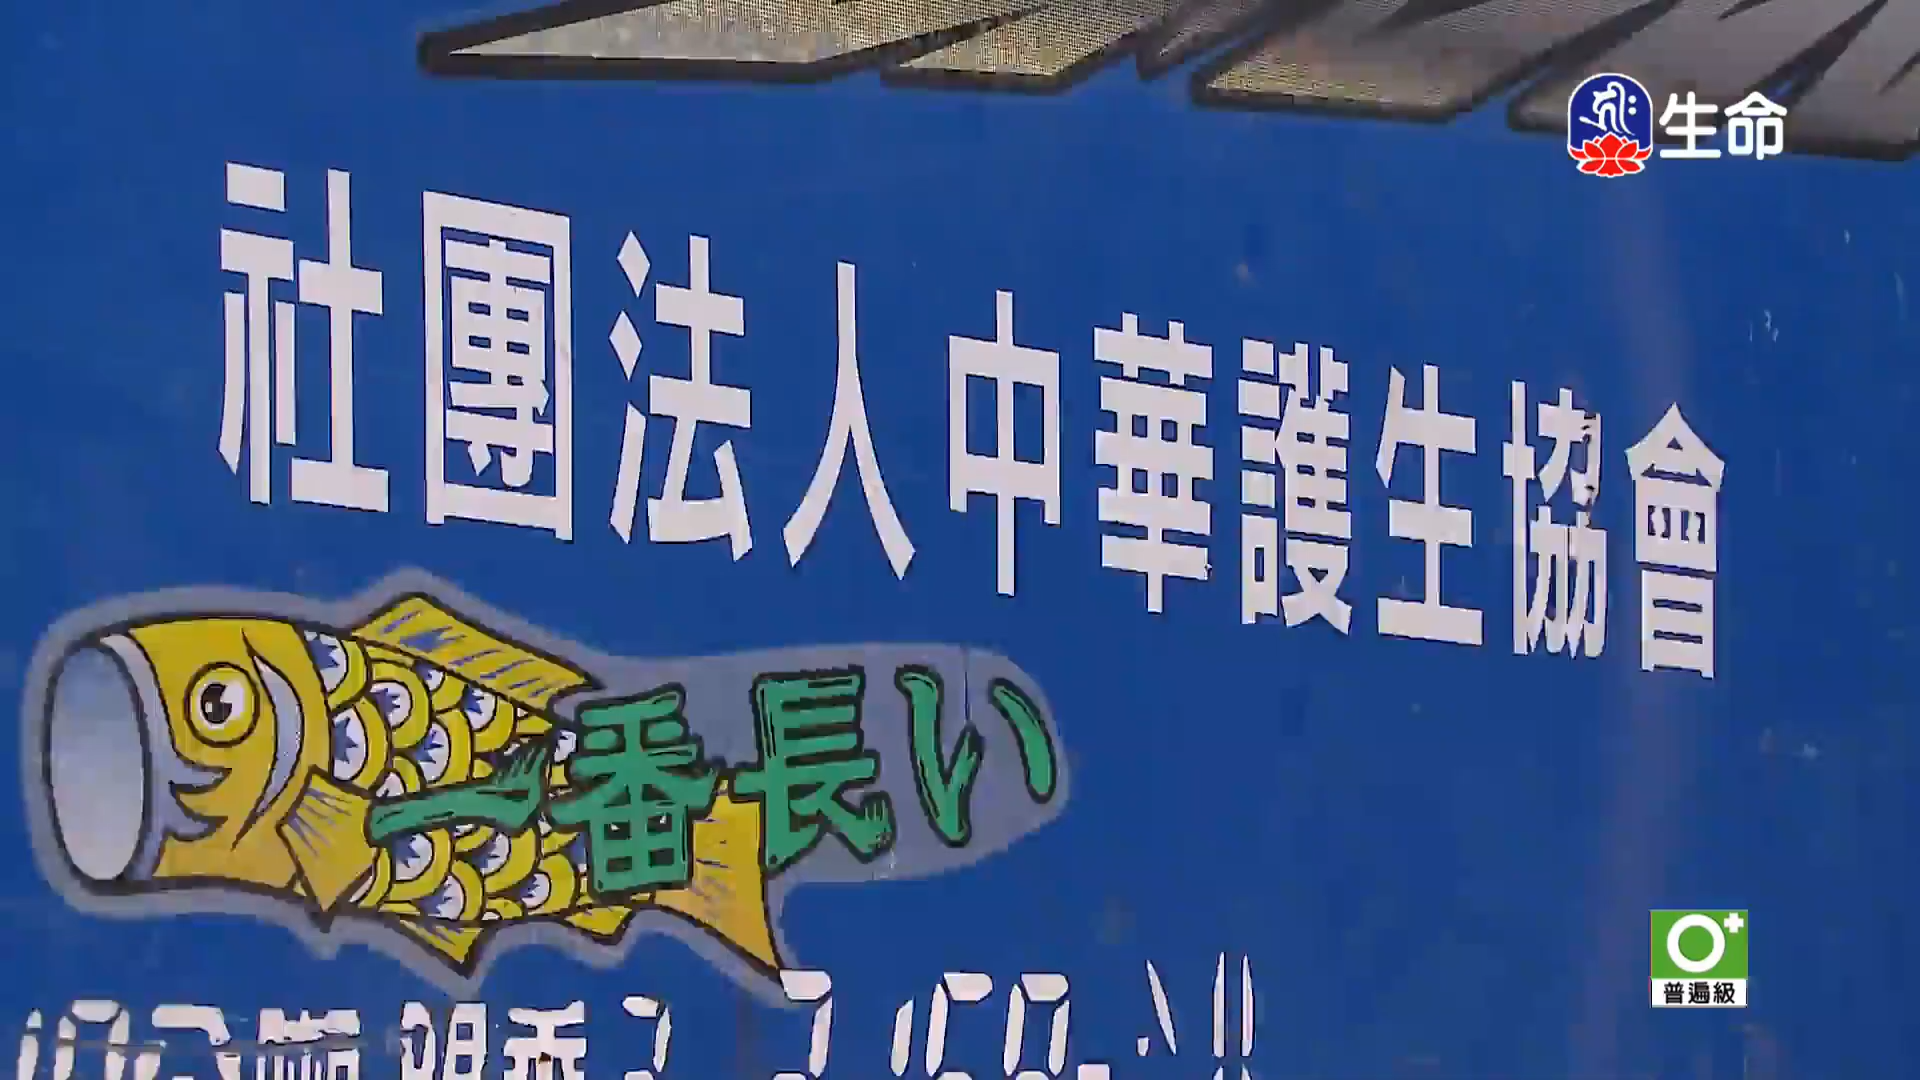 生命
社團法人中華護生協會
一番長い
普遍級